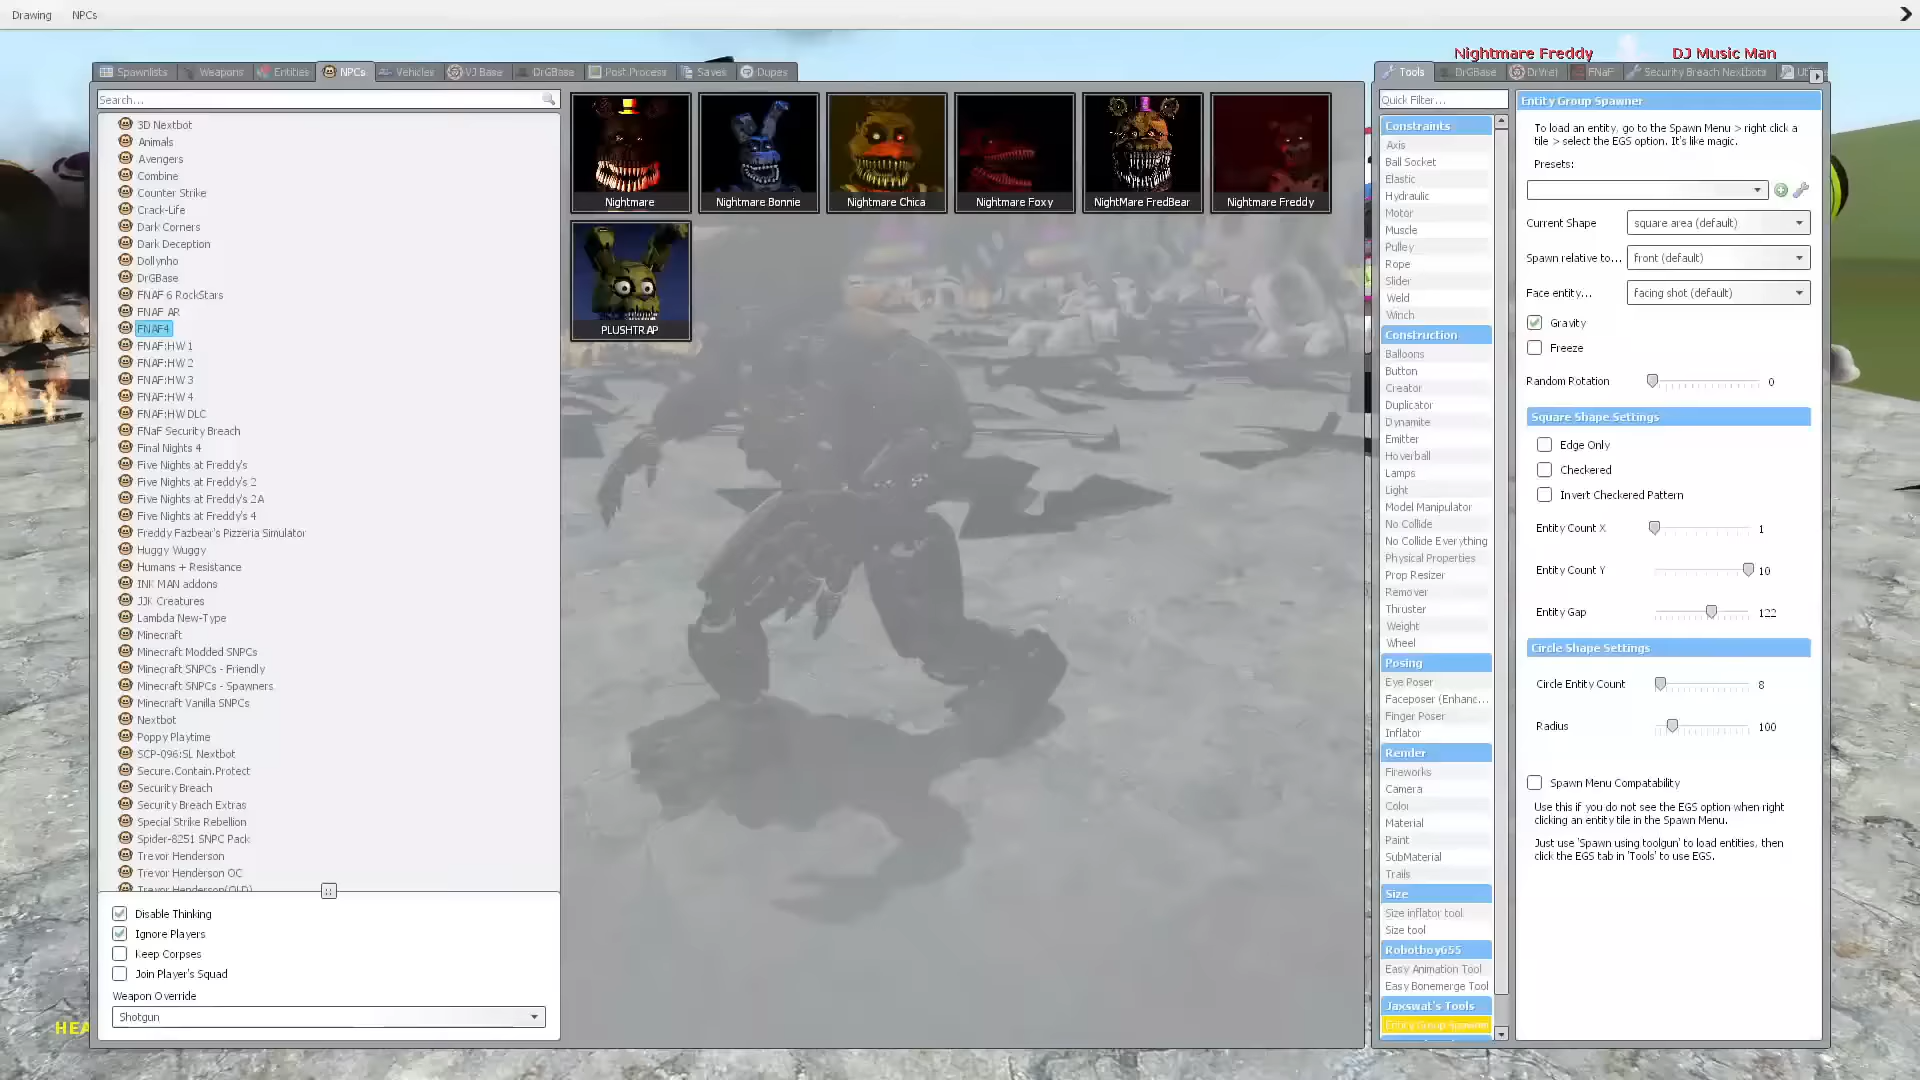 Drawing NPCs
Nightmare Freddy DJ Music Man
Spawnlists Weapons Entities NPCs Vehicles VJ Base DrGBase Post Process Saves Dupes
Search...
3D Nextbot
Animals
Avengers
Combine
Counter Strike
Crack-Life
Dark Corners
Dark Deception
Dollynho
DrGBase
FNAF 6 RockStars
FNAF AR
FNAF4
FNAF:HW 1
FNAF:HW 2
FNAF:HW 3
FNAF:HW 4
FNAF:HW DLC
FNaF Security Breach
Final Nights 4
Five Nights at Freddy's
Five Nights at Freddy's 2
Five Nights at Freddy's 2A
Five Nights at Freddy's 4
Freddy Fazbear's Pizzeria Simulator
Huggy Wuggy
Humans + Resistance
INK MAN addons
JJK Creatures
Lambda New-Type
Minecraft
Minecraft Modded SNPCs
Minecraft SNPCs - Friendly
Minecraft SNPCs - Spawners
Minecraft Vanilla SNPCs
Nextbot
Poppy Playtime
SCP-096:SL Nextbot
Secure.Contain.Protect
Security Breach
Security Breach Extras
Special Strike Rebellion
Spider-8251 SNPC Pack
Trevor Henderson
Trevor Henderson OC
Trevor Henderson(OLD)
Disable Thinking
Ignore Players
Keep Corpses
Join Player's Squad
Weapon Override
Shotgun
HEA
Nightmare
Nightmare Bonnie
Nightmare Chica
Nightmare Foxy
NightMare FredBear
Nightmare Freddy
PLUSHTRAP
Tools DrGBase DrVrej FNaF Security Breach Nextbots
Quick Filter...
Constraints
Axis
Ball Socket
Elastic
Hydraulic
Motor
Muscle
Pulley
Rope
Slider
Weld
Winch
Construction
Balloons
Button
Creator
Duplicator
Dynamite
Emitter
Hoverball
Lamps
Light
Model Manipulator
No Collide
No Collide Everything
Physical Properties
Prop Resizer
Remover
Thruster
Weight
Wheel
Posing
Eye Poser
Faceposer (Enhanc...
Finger Poser
Inflator
Render
Fireworks
Camera
Color
Material
Paint
SubMaterial
Trails
Size
Size inflator tool
Size tool
Robotboy655
Easy Animation Tool
Easy Bonemerge Tool
Jaxswat's Tools
Entity Group Spawner
Entity Group Spawner
To load an entity, go to the Spawn Menu > right click a
tile > select the EGS option. It's like magic.
Presets:
Current Shape square area (default)
Spawn relative to... front (default)
Face entity... facing shot (default)
Gravity
Freeze
Random Rotation 0
Square Shape Settings
Edge Only
Checkered
Invert Checkered Pattern
Entity Count X 1
Entity Count Y 10
Entity Gap 122
Circle Shape Settings
Circle Entity Count 8
Radius 100
Spawn Menu Compatability
Use this if you do not see the EGS option when right
clicking an entity tile in the Spawn Menu.
Just use 'Spawn using toolgun' to load entities, then
click the EGS tab in 'Tools' to use EGS.